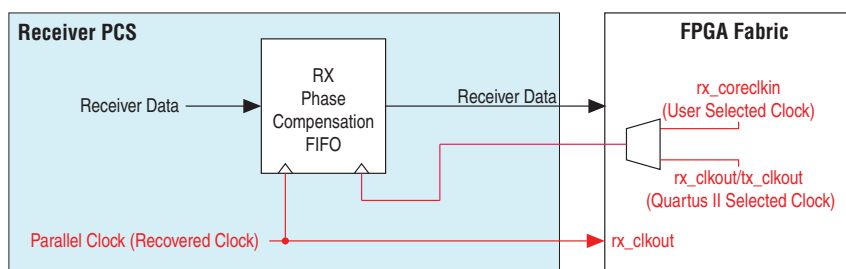 Receiver PCS
FPGA Fabric
RX
Phase
Compensation
FIFO
Receiver Data
Receiver Data
rx_coreclkin
(User Selected Clock)
rx_clkout/tx_clkout
(Quartus II Selected Clock)
Parallel Clock (Recovered Clock)
rx_clkout